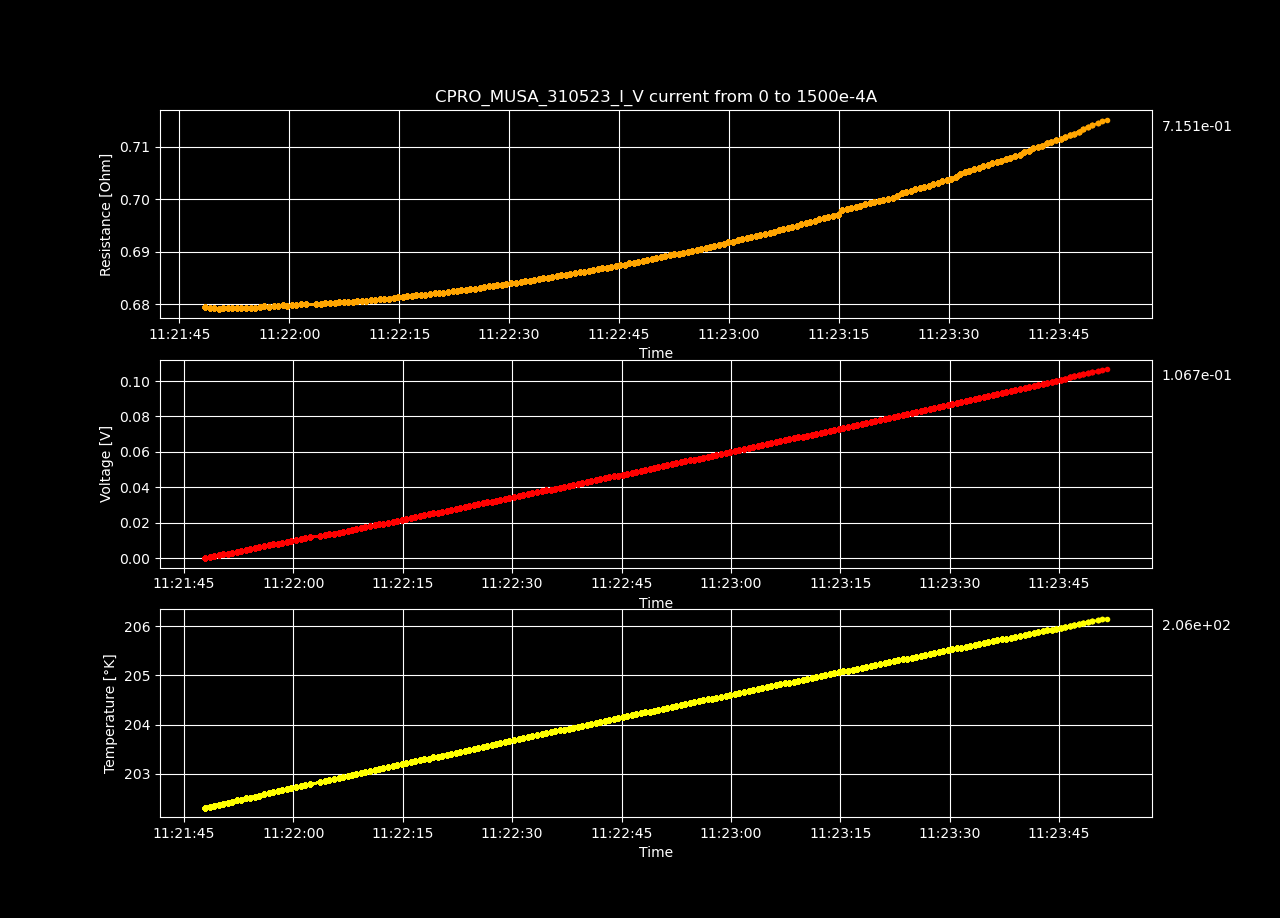 CPRO_MUSA_310523_I_V current from 0 to 1500e-4A
7.151e-01
Resistance [Ohm]
0.71
0.70
0.69
0.68
11:21:45 11:22:00 11:22:15 11:22:30 11:22:45 11:23:00 11:23:15 11:23:30 11:23:45
Time
1.067e-01
Voltage [V]
0.10
0.08
0.06
0.04
0.02
0.00
11:21:45 11:22:00 11:22:15 11:22:30 11:22:45 11:23:00 11:23:15 11:23:30 11:23:45
Time
2.06e+02
Temperature [°K]
206
205
204
203
11:21:45 11:22:00 11:22:15 11:22:30 11:22:45 11:23:00 11:23:15 11:23:30 11:23:45
Time